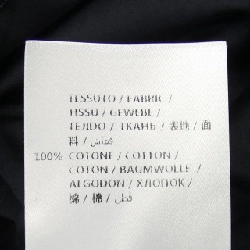 TESSUTO / FABRIC /
TISSU / GEWEBE /
TEJIDO / ТКАНЬ / 表地 / 面
料 / قماش /
100% COTONE / COTTON /
COTON / BAUMWOLLE /
ALGODON / ХЛОПОК /
綿 / 棉 / قطن /